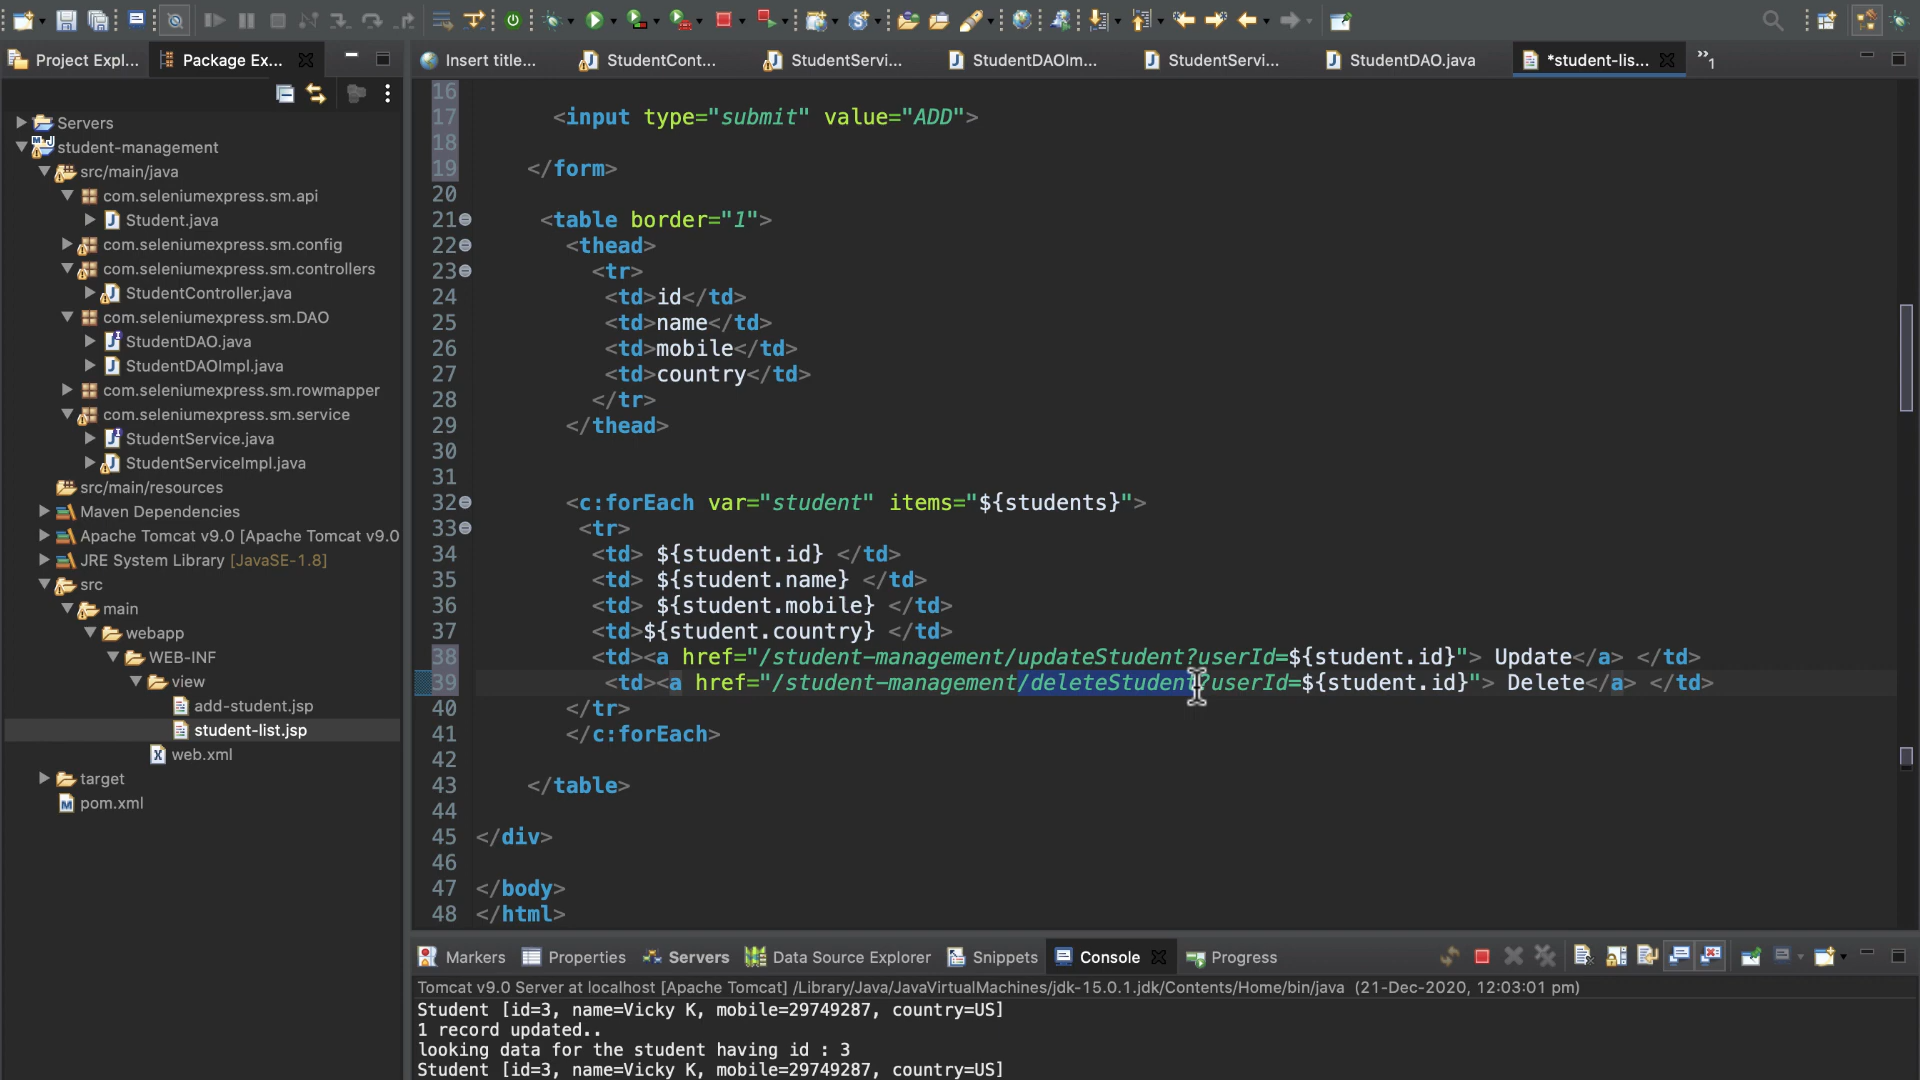 Project Expl...
Package Ex...
Insert title...
StudentCont...
StudentServi...
StudentDAOIm...
StudentServi...
StudentDAO.java
*student-lis...
»1
Servers
student-management
src/main/java
com.seleniumexpress.sm.api
Student.java
com.seleniumexpress.sm.config
com.seleniumexpress.sm.controllers
StudentController.java
com.seleniumexpress.sm.DAO
StudentDAO.java
StudentDAOImpl.java
com.seleniumexpress.sm.rowmapper
com.seleniumexpress.sm.service
StudentService.java
StudentServiceImpl.java
src/main/resources
Maven Dependencies
Apache Tomcat v9.0 [Apache Tomcat v9.0
JRE System Library [JavaSE-1.8]
src
main
webapp
WEB-INF
view
add-student.jsp
student-list.jsp
web.xml
target
pom.xml
16
17 <input type="submit" value="ADD">
18
19 </form>
20
21 <table border="1">
22 <thead>
23 <tr>
24 <td>id</td>
25 <td>name</td>
26 <td>mobile</td>
27 <td>country</td>
28 </tr>
29 </thead>
30
31
32 <c:forEach var="student" items="${students}">
33 <tr>
34 <td> ${student.id} </td>
35 <td> ${student.name} </td>
36 <td> ${student.mobile} </td>
37 <td>${student.country} </td>
38 <td><a href="/student-management/updateStudent?userId=${student.id}"> Update</a> </td>
39 <td><a href="/student-management/deleteStudent?userId=${student.id}"> Delete</a> </td>
40 </tr>
41 </c:forEach>
42
43 </table>
44
45 </div>
46
47 </body>
48 </html>
Markers
Properties
Servers
Data Source Explorer
Snippets
Console
Progress
Tomcat v9.0 Server at localhost [Apache Tomcat] /Library/Java/JavaVirtualMachines/jdk-15.0.1.jdk/Contents/Home/bin/java (21-Dec-2020, 12:03:01 pm)
Student [id=3, name=Vicky K, mobile=29749287, country=US]
1 record updated..
looking data for the student having id : 3
Student [id=3, name=Vicky K, mobile=29749287, country=US]